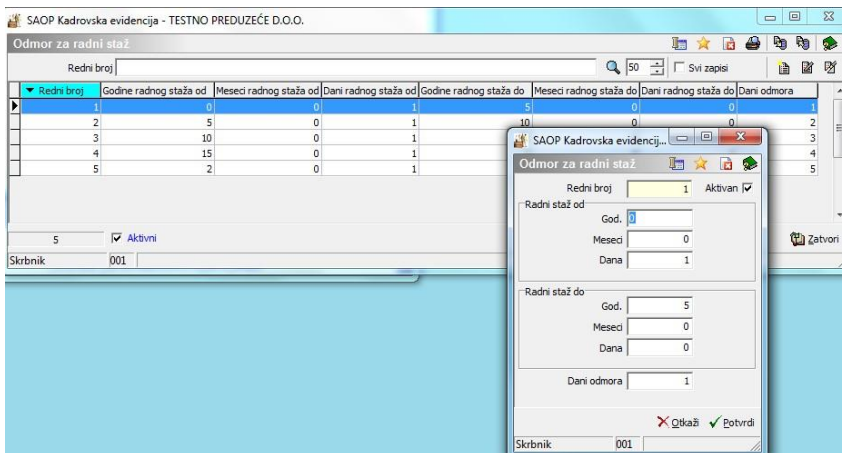 SAOP Kadrovska evidencija - TESTNO PREDUZEĆE D.O.O.
Odmor za radni staž
Redni broj 50 Svi zapisi
Redni broj Godine radnog staža od Meseci radnog staža od Dani radnog staža od Godine radnog staža do Meseci radnog staža do Dani radnog staža do Dani odmora
1 0 0 1 5 0 0 1
2 5 0 1 10 0 0 2
3 10 0 1 3
4 15 0 1 4
5 2 0 1 5
5 Aktivni Zatvori
Skrbnik 001
SAOP Kadrovska evidencij...
Odmor za radni staž
Redni broj 1 Aktivan
Radni staž od
God. 0
Meseci 0
Dana 1
Radni staž do
God. 5
Meseci 0
Dana 0
Dani odmora 1
Otkaži Potvrdi
Skrbnik 001